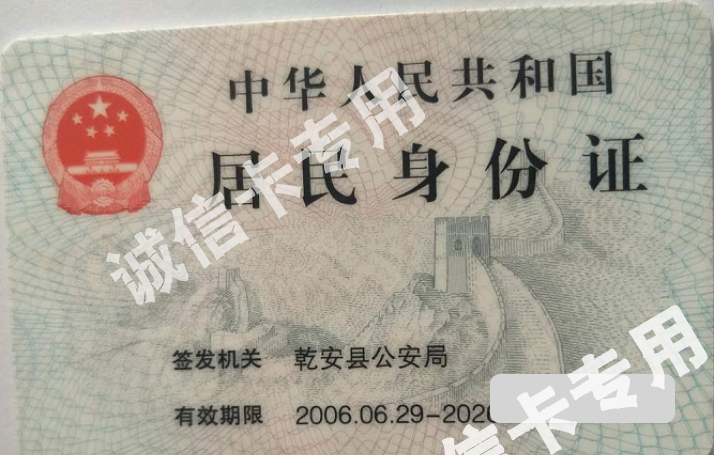 中华人民共和国
居民身份证
诚信卡专用
签发机关 乾安县公安局
有效期限 2006.06.29-2026
信卡专用